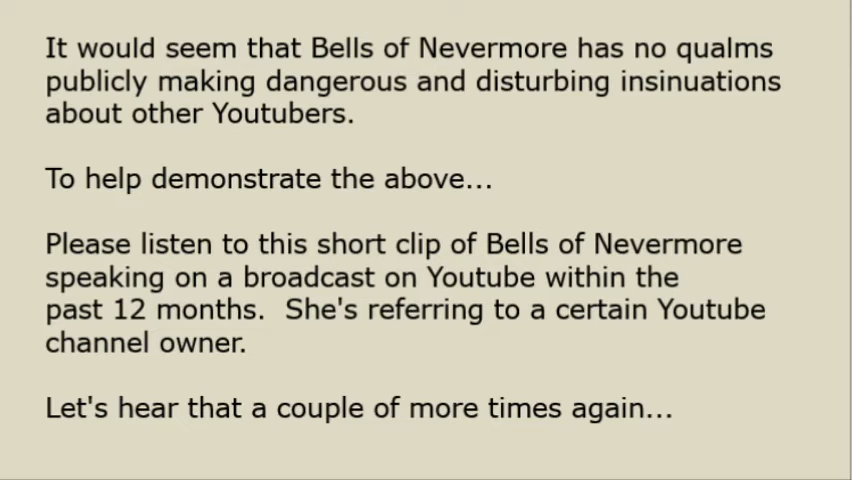 It would seem that Bells of Nevermore has no qualms
publicly making dangerous and disturbing insinuations
about other Youtubers.
To help demonstrate the above...
Please listen to this short clip of Bells of Nevermore
speaking on a broadcast on Youtube within the
past 12 months.  She's referring to a certain Youtube
channel owner.
Let's hear that a couple of more times again...